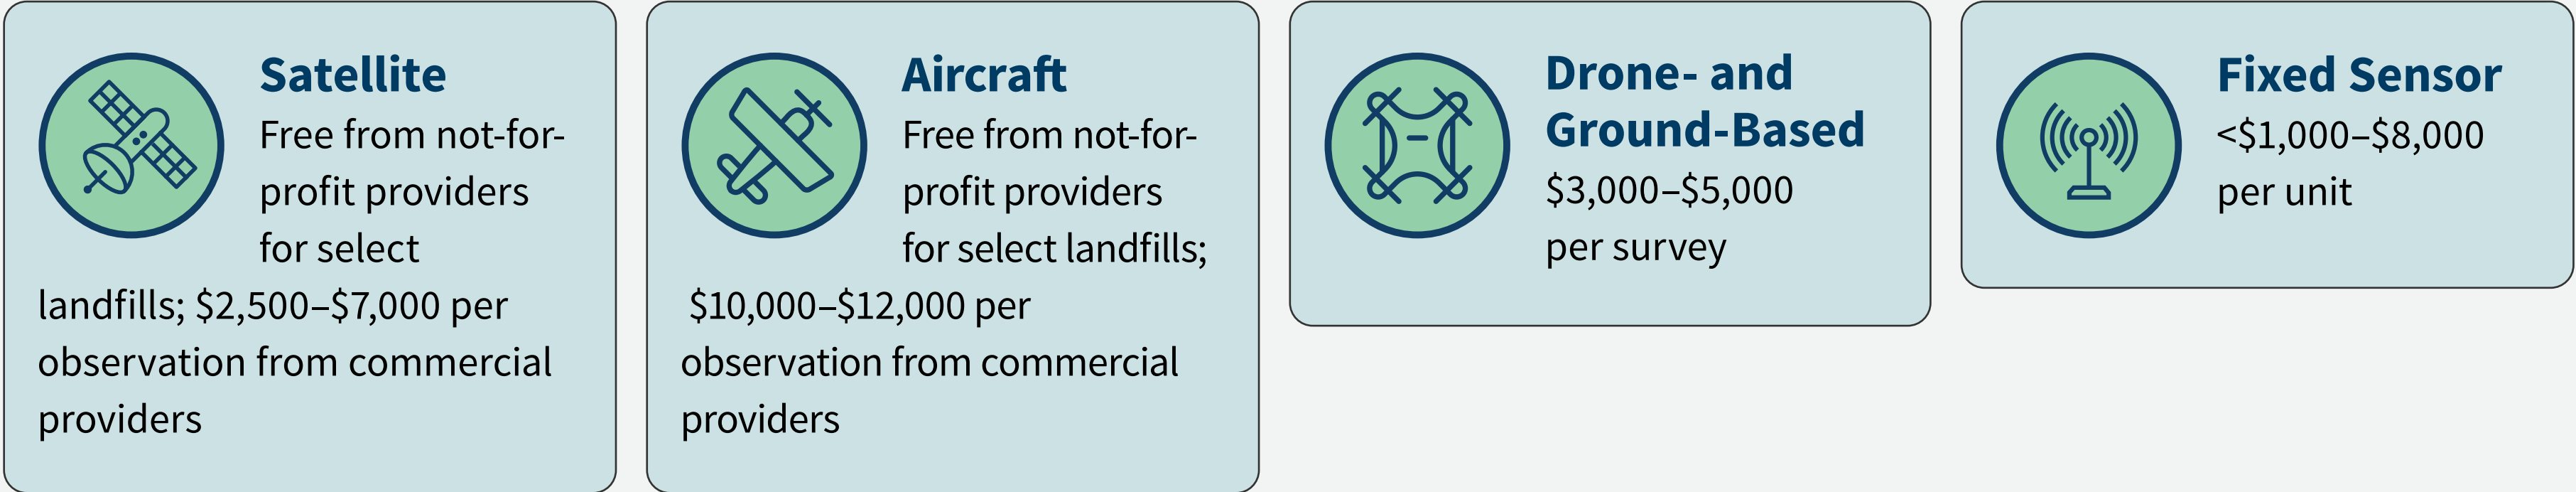 Satellite
Free from not-for-
profit providers
for select
landfills; $2,500–$7,000 per
observation from commercial
providers
Aircraft
Free from not-for-
profit providers
for select landfills;
$10,000–$12,000 per
observation from commercial
providers
Drone- and
Ground-Based
$3,000–$5,000
per survey
Fixed Sensor
<$1,000–$8,000
per unit